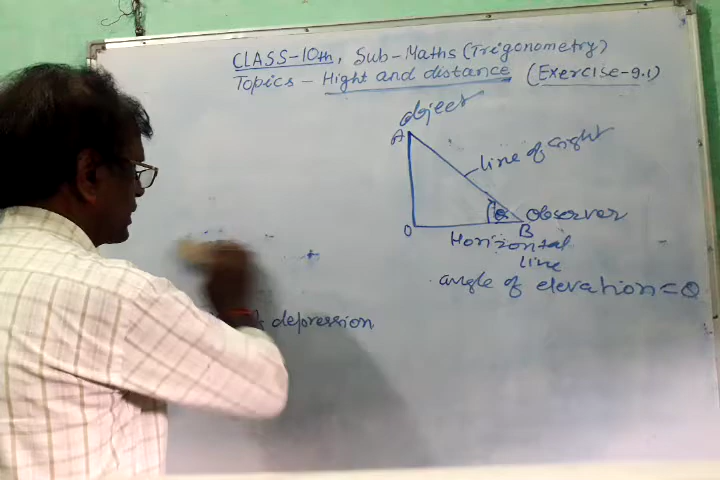 CLASS-10th, Sub-Maths (Trigonometry)
Topics - Hight and distance (Exercise-9.1)
object
A
line of sight
θ
observer
O
B
Horizontal
line
angle of elevation = θ
of depression